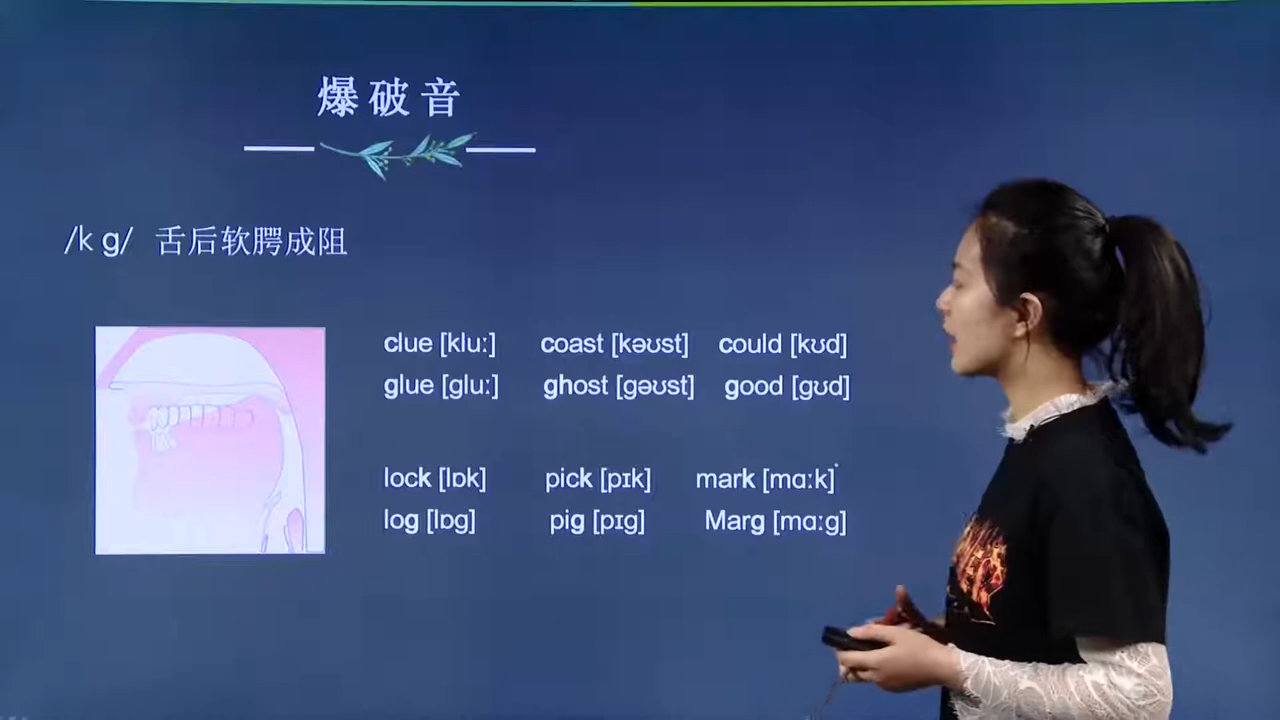 爆破音
/k g/ 舌后软腭成阻
clue [kluː] coast [kəʊst] could [kʊd]
glue [gluː] ghost [gəʊst] good [gʊd]
lock [lɒk] pick [pɪk] mark [mɑːk]
log [lɒg] pig [pɪg] Marg [mɑːg]